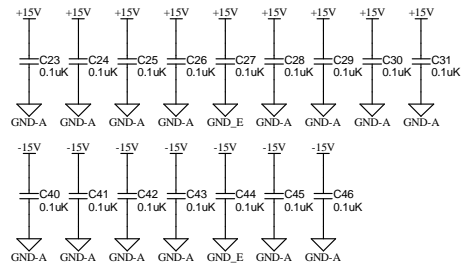 +15V +15V +15V +15V +15V +15V +15V +15V +15V
C23 C24 C25 C26 C27 C28 C29 C30 C31
0.1uK 0.1uK 0.1uK 0.1uK 0.1uK 0.1uK 0.1uK 0.1uK 0.1uK
GND-A GND-A GND-A GND-A GND_E GND-A GND-A GND-A GND-A
-15V -15V -15V -15V -15V -15V -15V
C40 C41 C42 C43 C44 C45 C46
0.1uK 0.1uK 0.1uK 0.1uK 0.1uK 0.1uK 0.1uK
GND-A GND-A GND-A GND-A GND_E GND-A GND-A